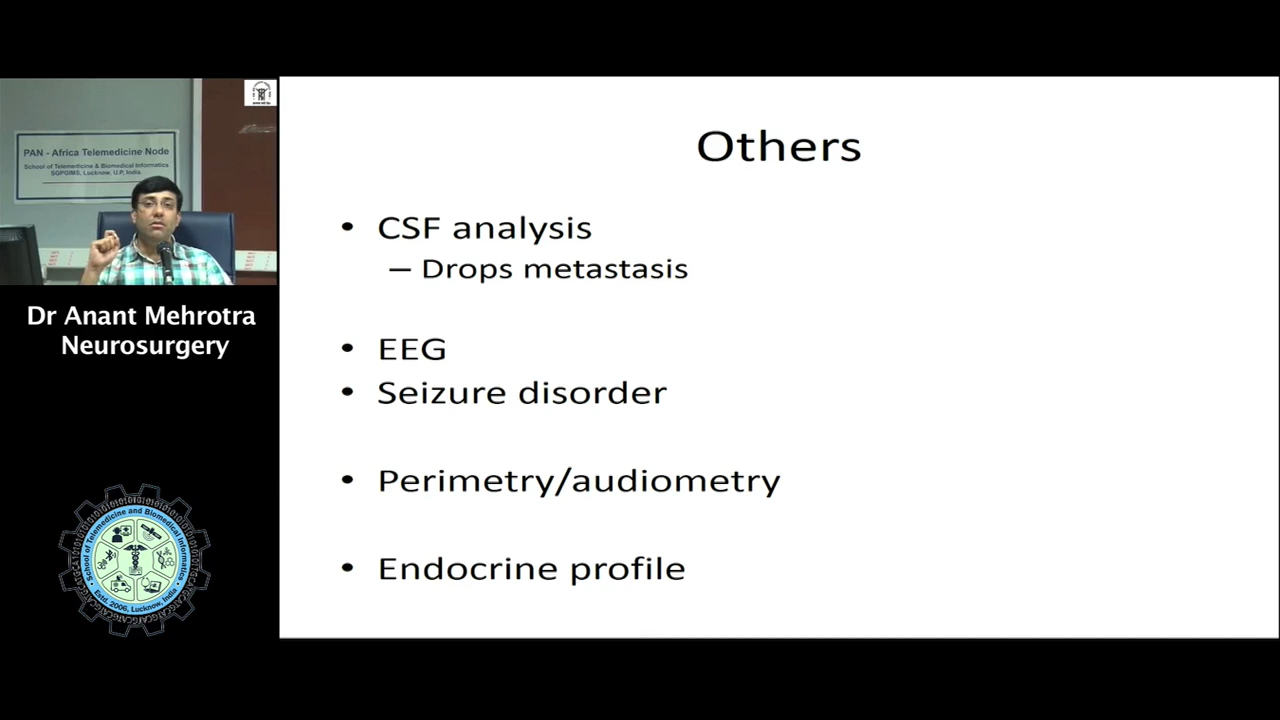 PAN - Africa Telemedicine Node
School of Telemedicine & Biomedical Informatics
SGPGIMS, Lucknow, U.P, India.
Dr Anant Mehrotra
Neurosurgery
School of Telemedicine and Biomedical Informatics
Estd. 2006, Lucknow, India
Others
• CSF analysis
– Drops metastasis
• EEG
• Seizure disorder
• Perimetry/audiometry
• Endocrine profile